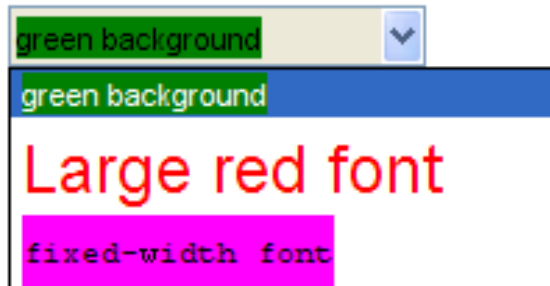 green background
green background
Large red font
fixed-width font